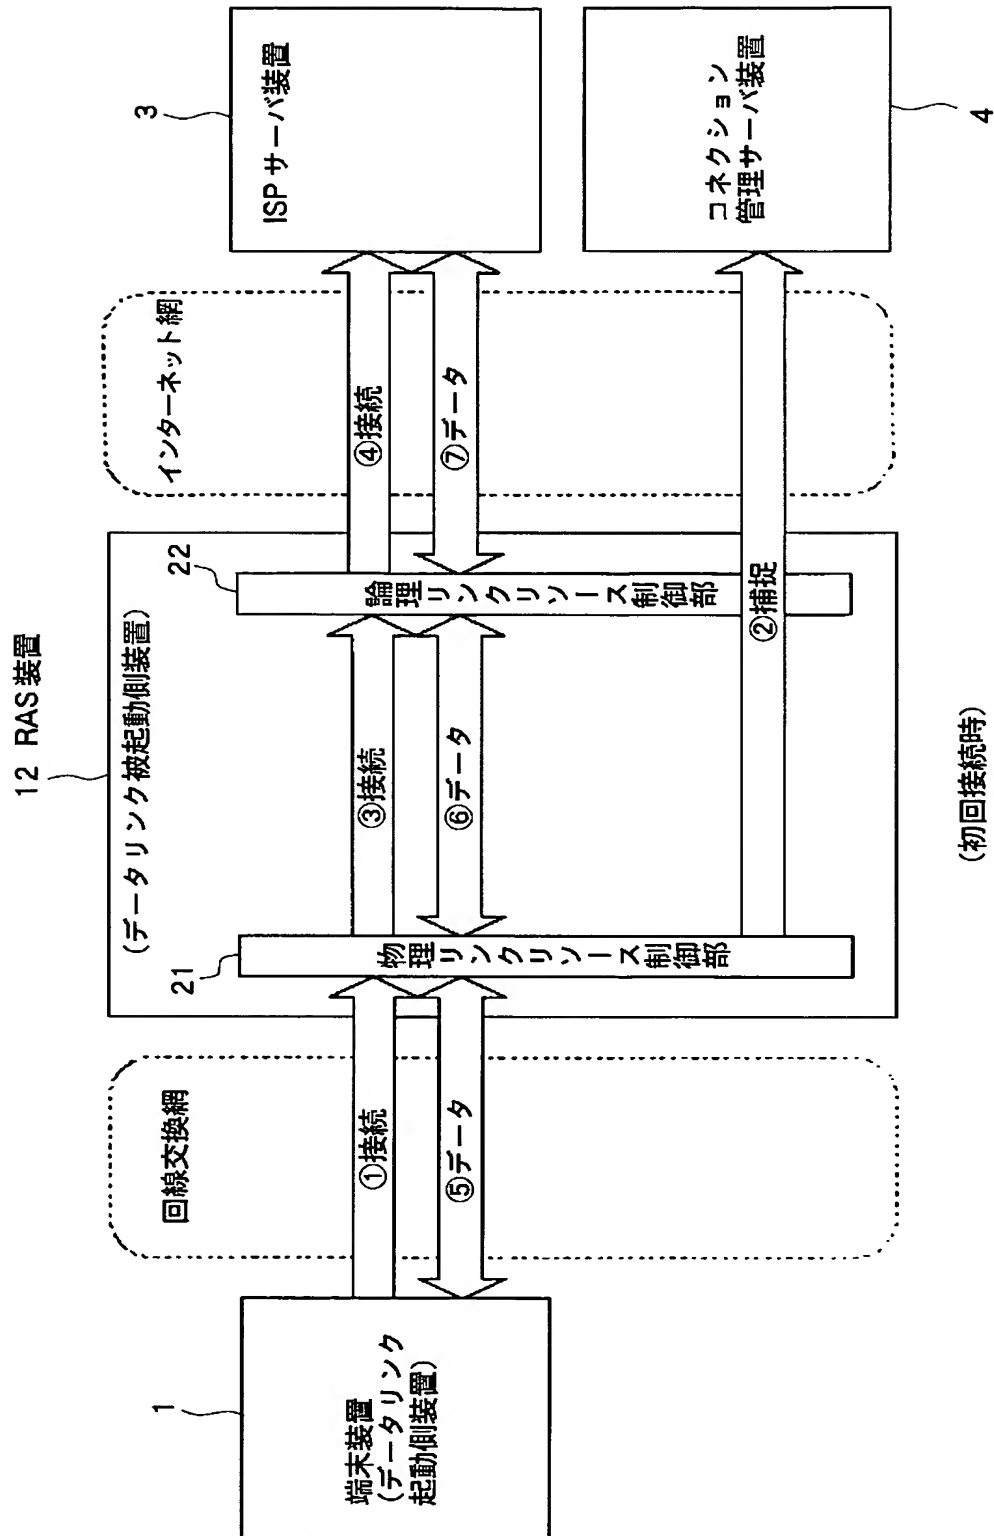 12 RAS装置
(データリンク被起動側装置)
1
端末装置
(データリンク
起動側装置)
回線交換網
①接続
⑤データ
21
物理リンクリソース制御部
③接続
⑥データ
②捕捉
22
論理リンクリソース制御部
インターネット網
④接続
⑦データ
3
ISPサーバ装置
コネクション
管理サーバ装置
4
(初回接続時)